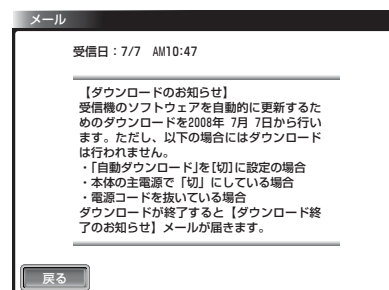 メール
受信日：7/7 AM10:47
【ダウンロードのお知らせ】
受信機のソフトウェアを自動的に更新するた
めのダウンロードを2008年 7月 7日から行い
ます。ただし、以下の場合にはダウンロード
は行われません。
・「自動ダウンロード」を[切]に設定の場合
・本体の主電源で「切」にしている場合
・電源コードを抜いている場合
ダウンロードが終了すると【ダウンロード終
了のお知らせ】メールが届きます。
戻る